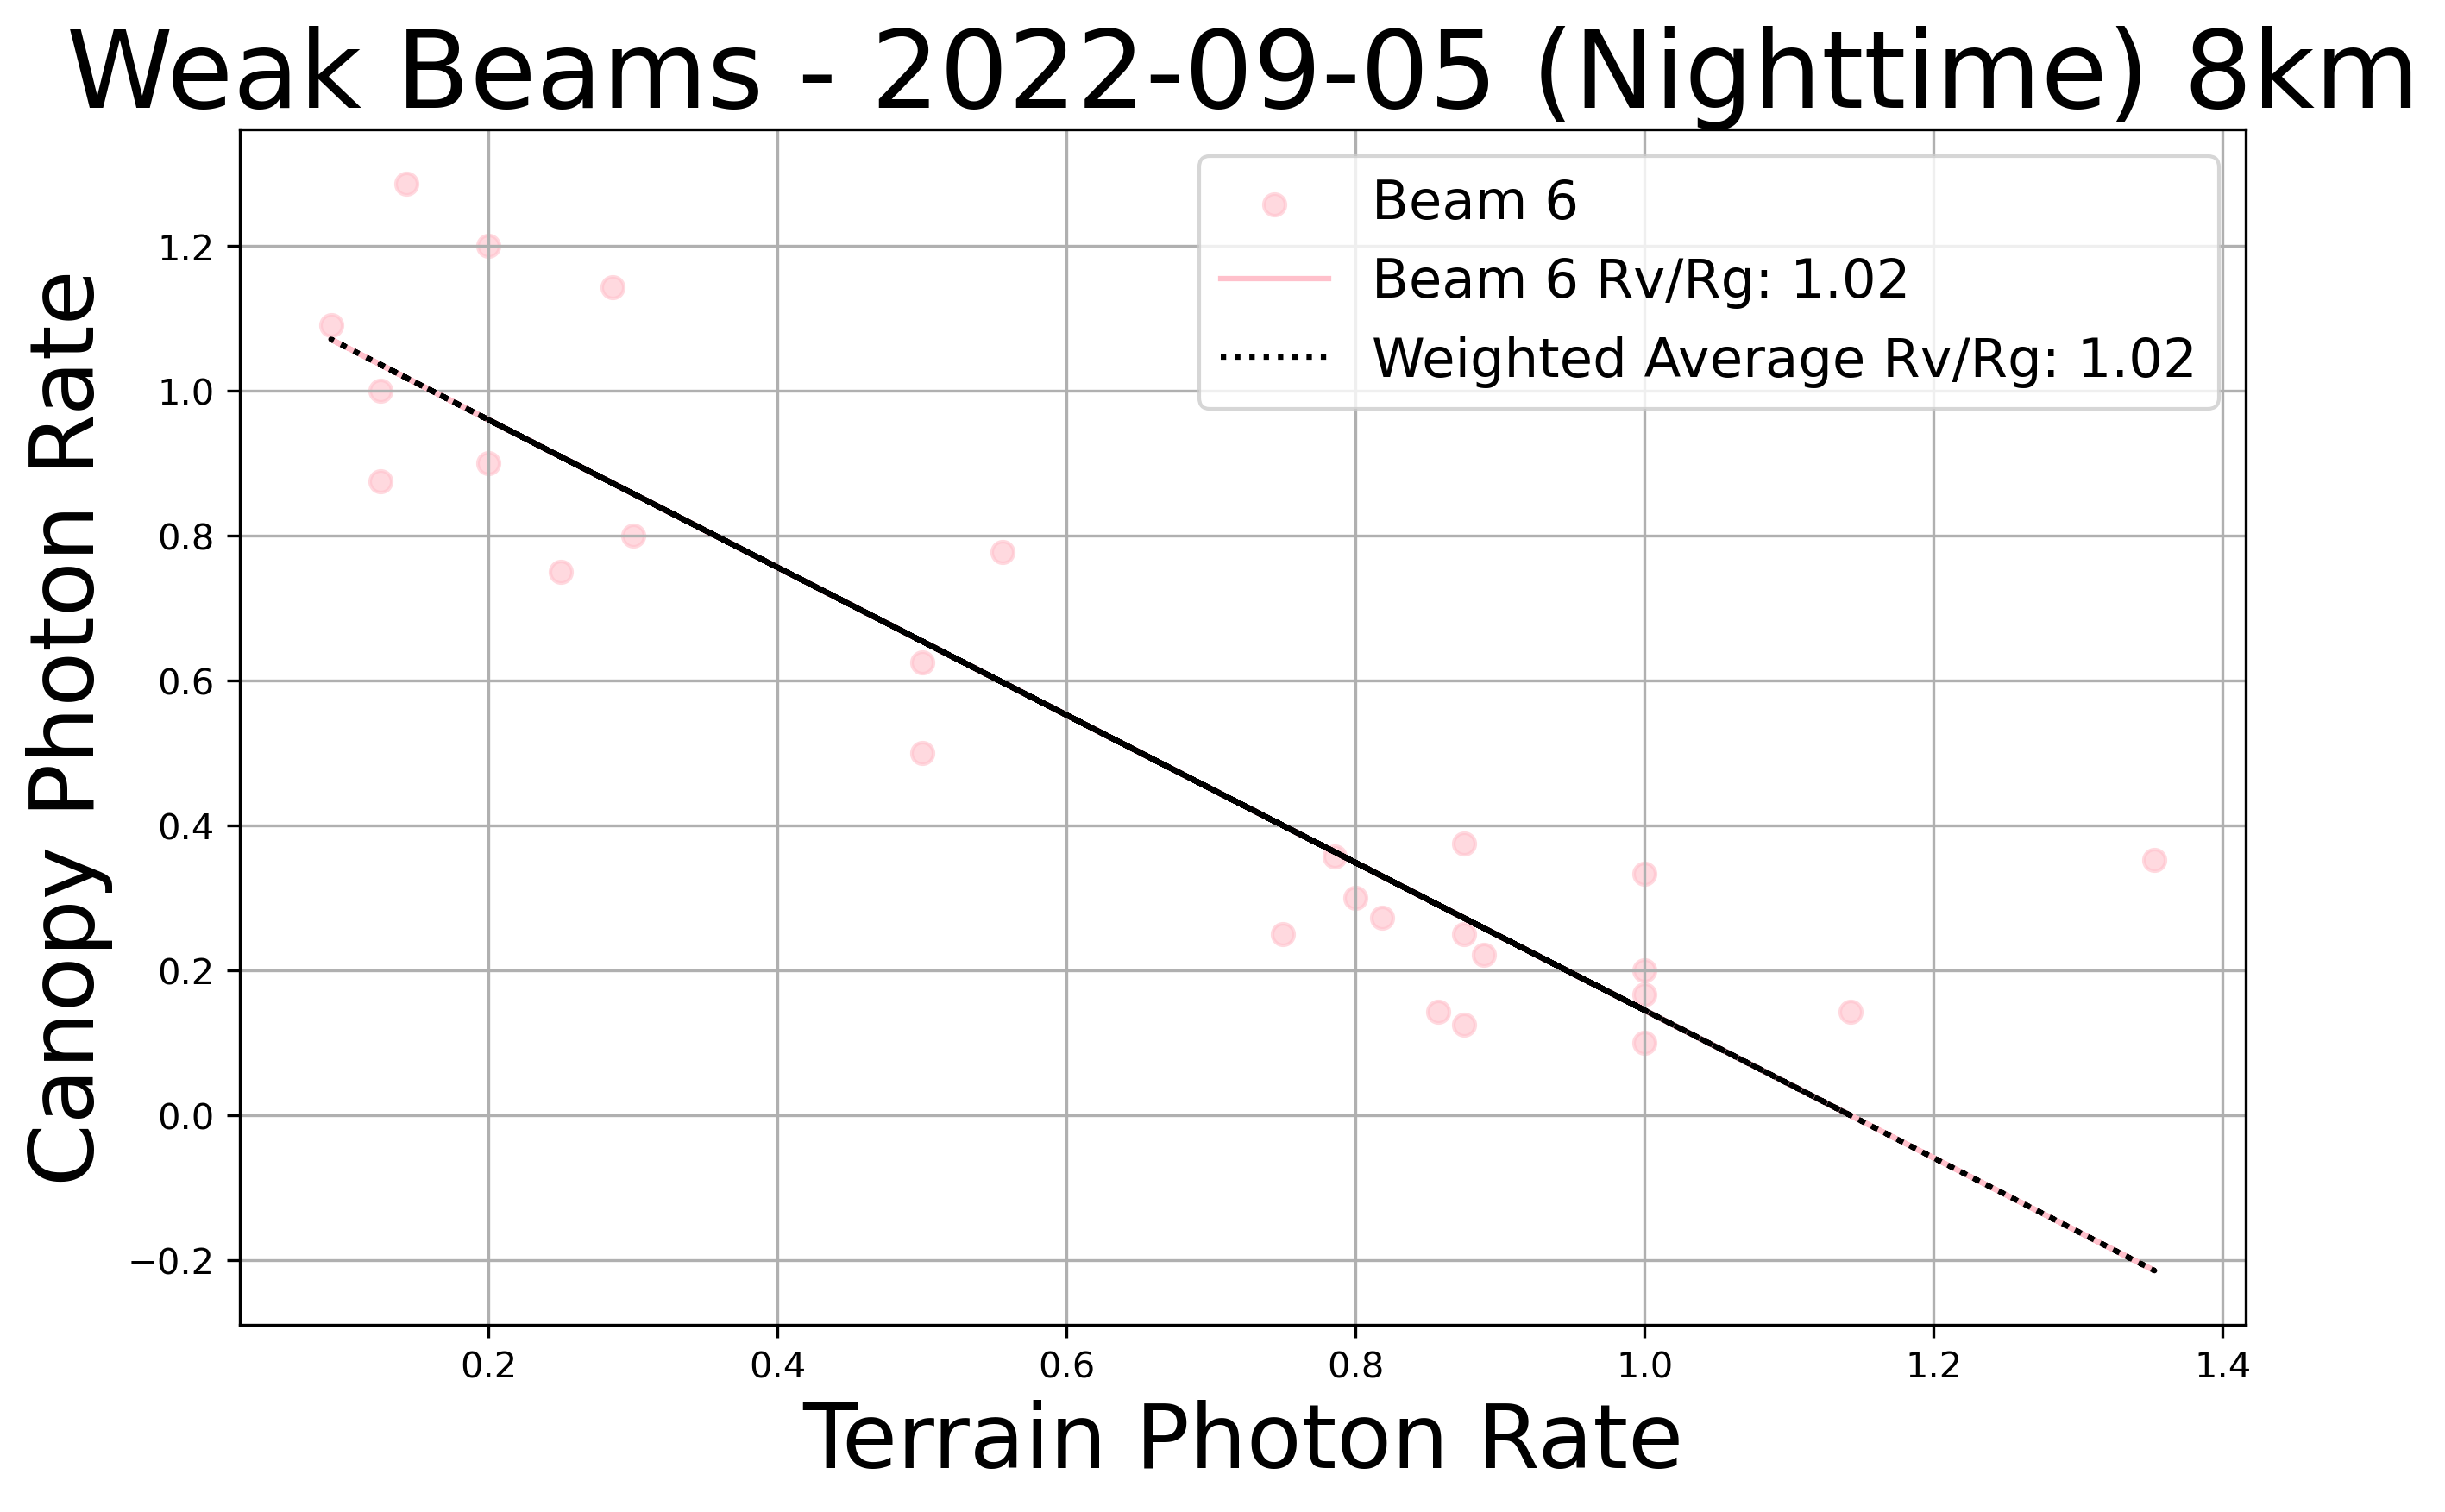 Weak Beams - 2022-09-05 (Nighttime) 8km
Beam 6
Beam 6 Rv/Rg: 1.02
Weighted Average Rv/Rg: 1.02
Canopy Photon Rate
1.2
1.0
0.8
0.6
0.4
0.2
0.0
−0.2
0.2 0.4 0.6 0.8 1.0 1.2 1.4
Terrain Photon Rate